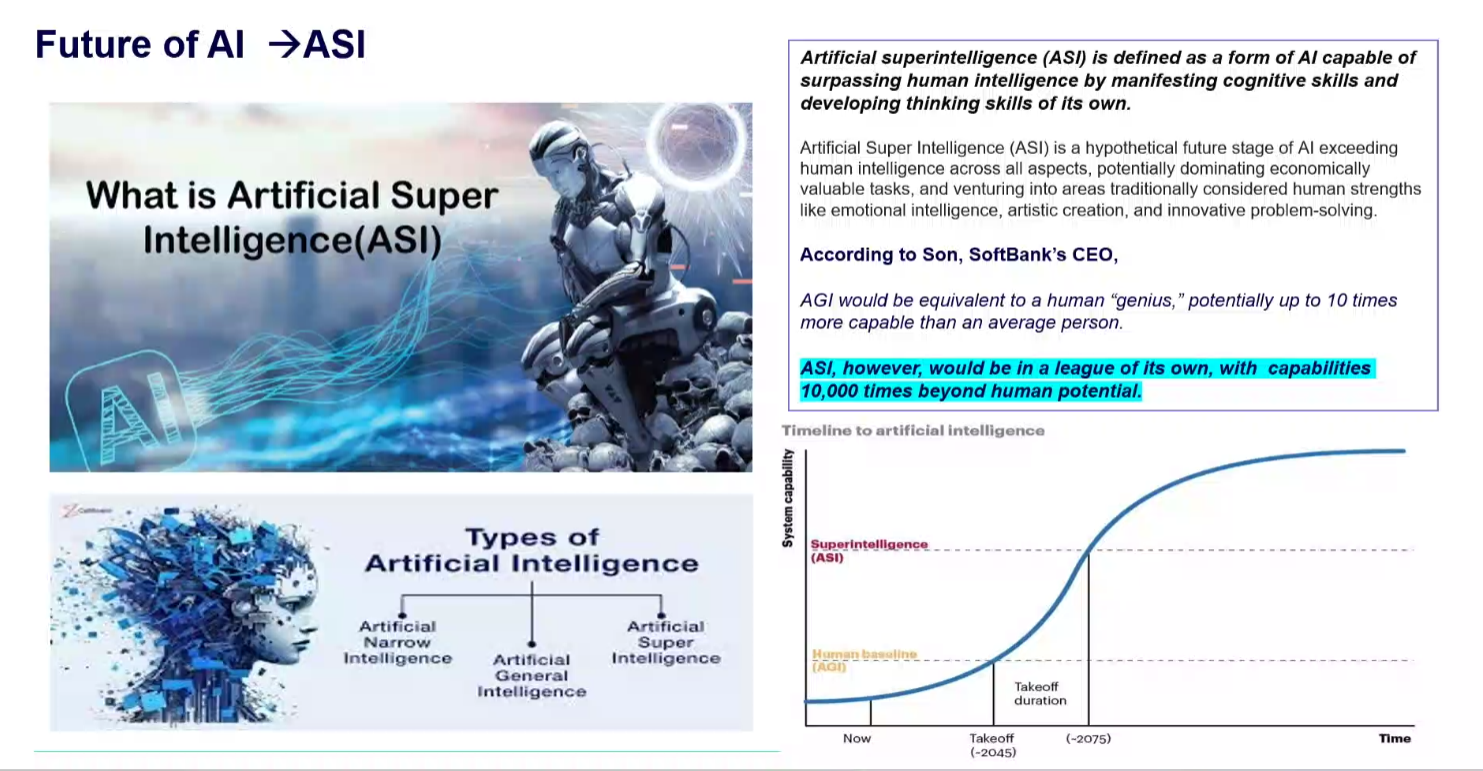 Future of AI →ASI
What is Artificial Super
Intelligence(ASI)
AI
Types of
Artificial Intelligence
Artificial
Narrow
Intelligence
Artificial
General
Intelligence
Artificial
Super
Intelligence
Artificial superintelligence (ASI) is defined as a form of AI capable of
surpassing human intelligence by manifesting cognitive skills and
developing thinking skills of its own.
Artificial Super Intelligence (ASI) is a hypothetical future stage of AI exceeding
human intelligence across all aspects, potentially dominating economically
valuable tasks, and venturing into areas traditionally considered human strengths
like emotional intelligence, artistic creation, and innovative problem-solving.
According to Son, SoftBank’s CEO,
AGI would be equivalent to a human “genius,” potentially up to 10 times
more capable than an average person.
ASI, however, would be in a league of its own, with capabilities
10,000 times beyond human potential.
Timeline to artificial intelligence
System capability
Superintelligence
(ASI)
Human baseline
(AGI)
Takeoff
duration
Now
Takeoff
(~2045)
(~2075)
Time